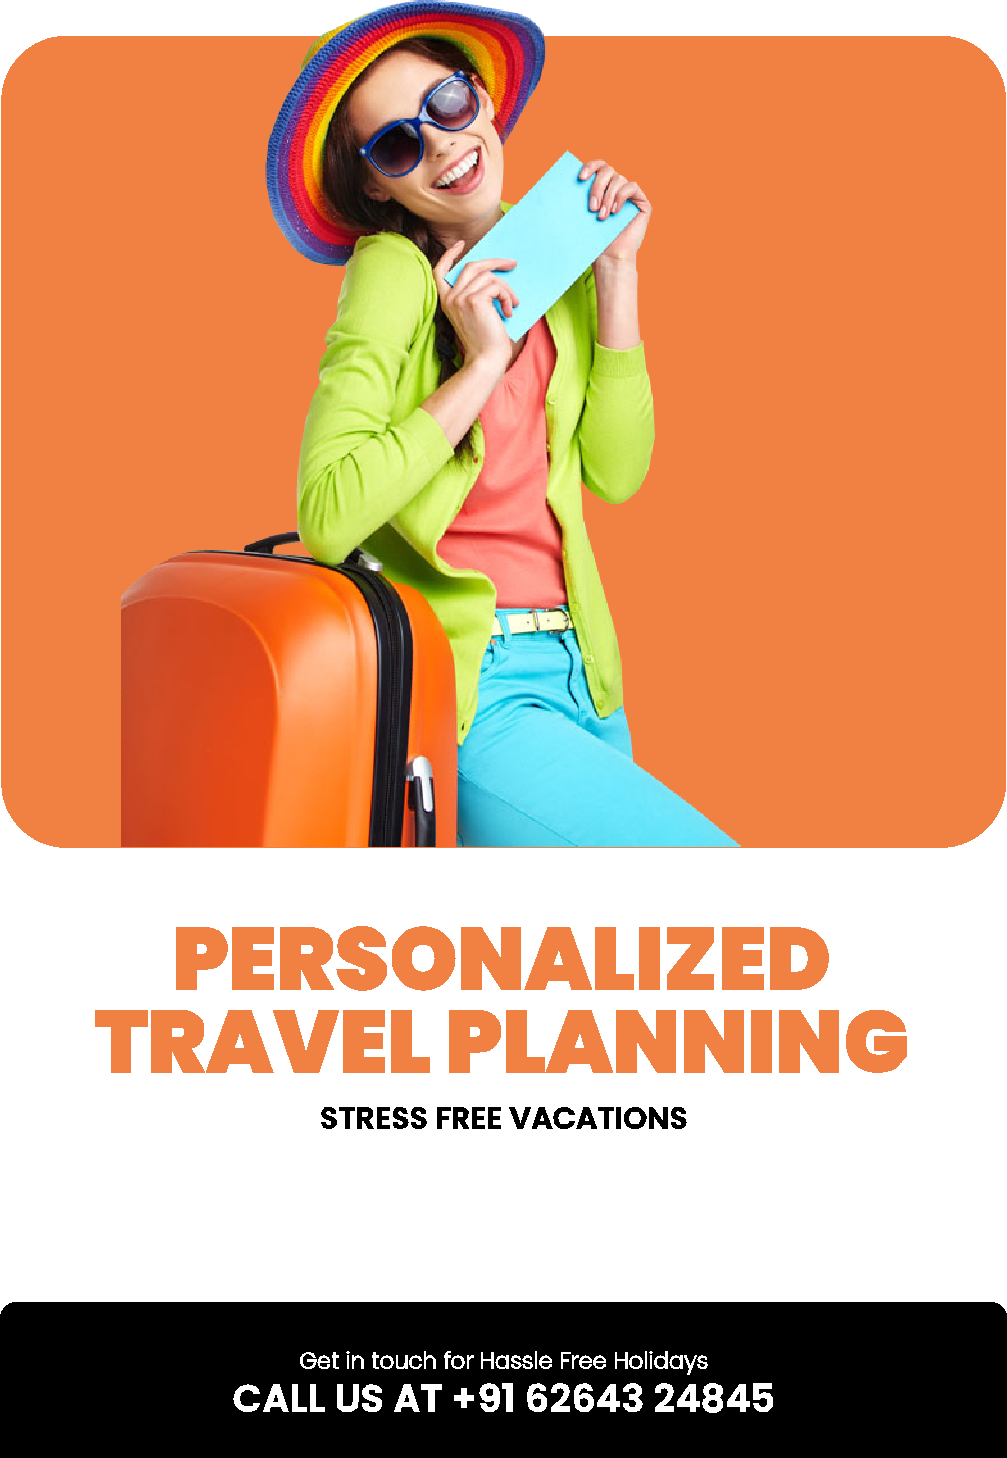 PERSONALIZED
TRAVEL PLANNING
STRESS FREE VACATIONS
Get in touch for Hassle Free Holidays
CALL US AT +91 62643 24845